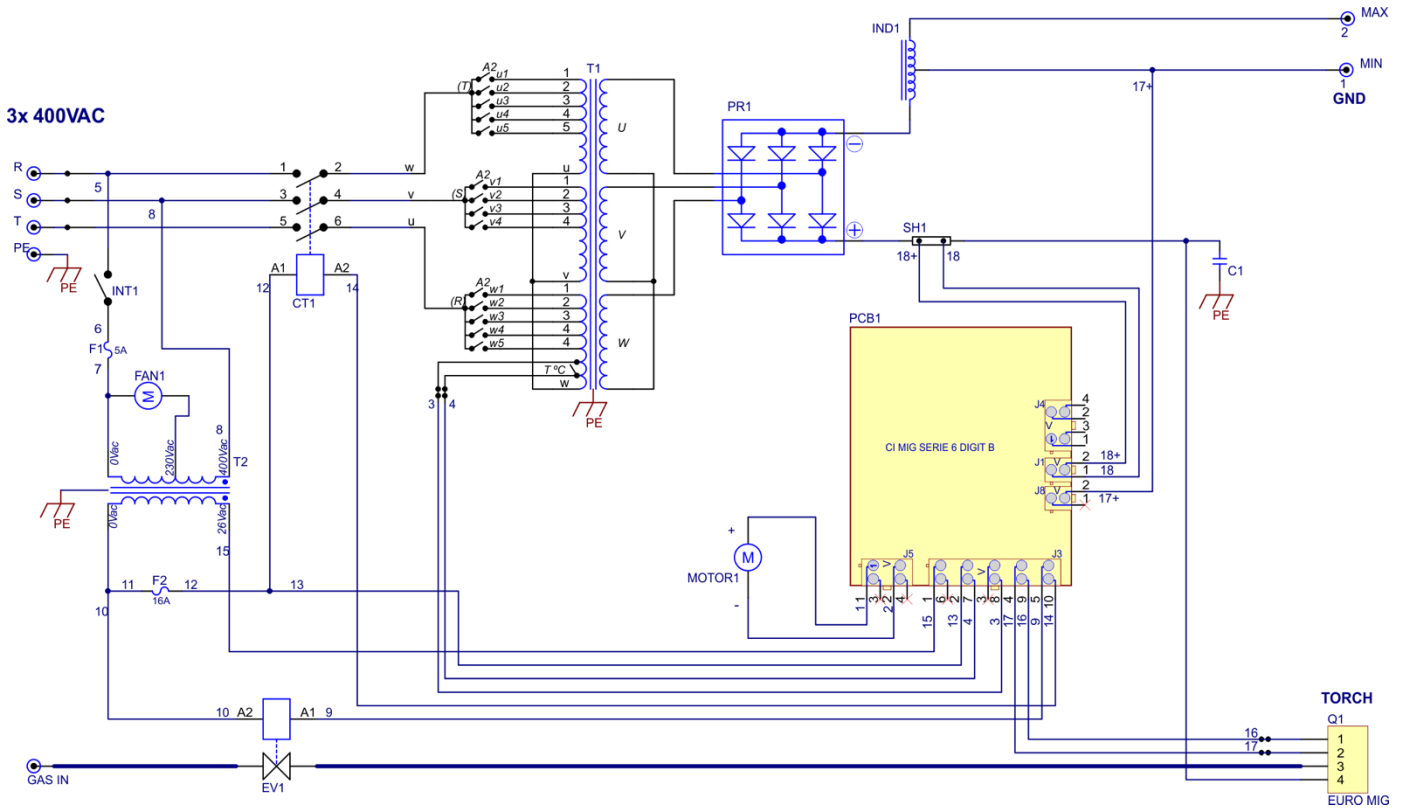 MAX
2
IND1
MIN
1
GND
17+
3x 400VAC
A2
(T)
u1 1
u2 2
u3 3
u4 4
u5 5
u
T1
U
PR1
R
5
1 2 w
S
8
3 4 v
T
5 6 u
PE
PE
A2
(S
v1 1
v2 2
v3 3
v4 4
v
V
A2
(R)
w1 1
w2 2
w3 3
w4 4
w5 4
T ºC
w
W
3 4
PE
SH1
18+ 18
C1
PE
INT1
A1 A2
12 14
CT1
6
F1 5A
7
FAN1
M
8
0Vac
230Vac
400Vac
T2
PE
0Vac
26Vac
15
11 F2 12 13
16A
10
PCB1
CI MIG SERIE 6 DIGIT B
J4
4
2
V
3
1
J1
V
2 18+
1 18
J8
V
2
1 17+
+
M
MOTOR1
-
1
V
J5
V
J3
1 3 2 4
1 6 2 7 3 8 4 9 5 10
1 2
15 13 4 3 17 16 9 14
10 A2 A1 9
EV1
GAS IN
TORCH
Q1
16 1
17 2
3
4
EURO MIG